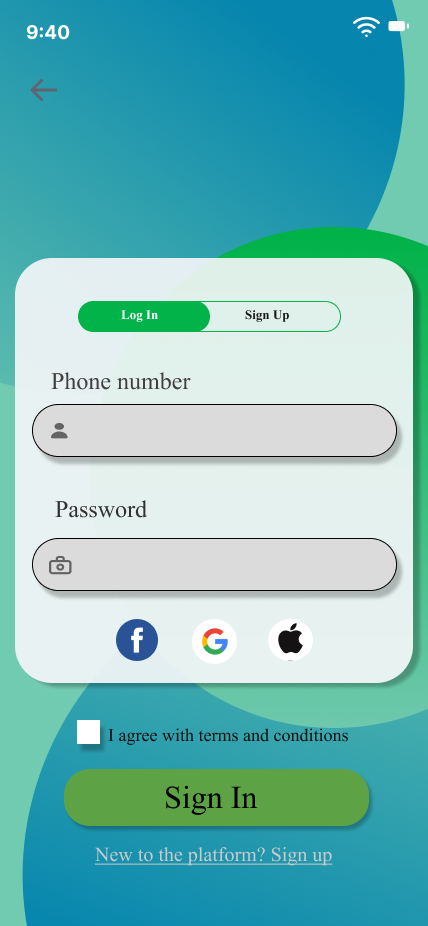 9:40
Log In
Sign Up
Phone number
Password
I agree with terms and conditions
Sign In
New to the platform? Sign up